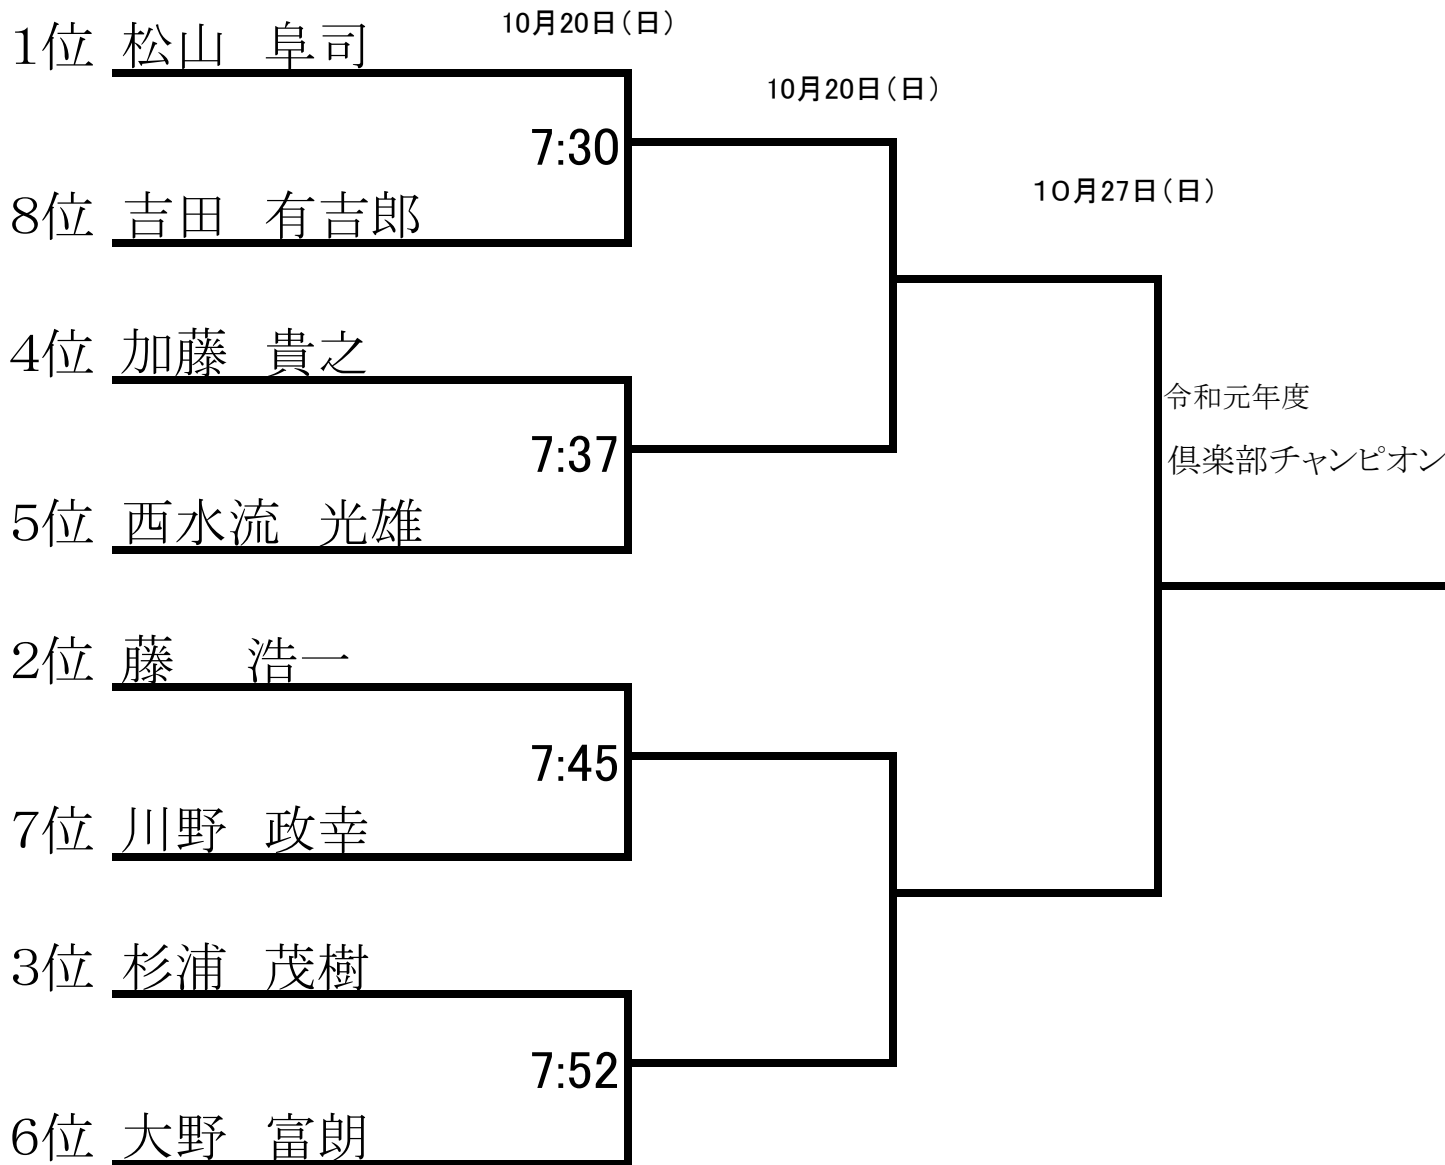 10月20日(日)
1位 松山 阜司
10月20日(日)
7:30
10月27日(日)
8位 吉田 有吉郎
4位 加藤 貴之
令和元年度
7:37
倶楽部チャンピオン
5位 西水流 光雄
2位 藤 浩一
7:45
7位 川野 政幸
3位 杉浦 茂樹
7:52
6位 大野 富朗